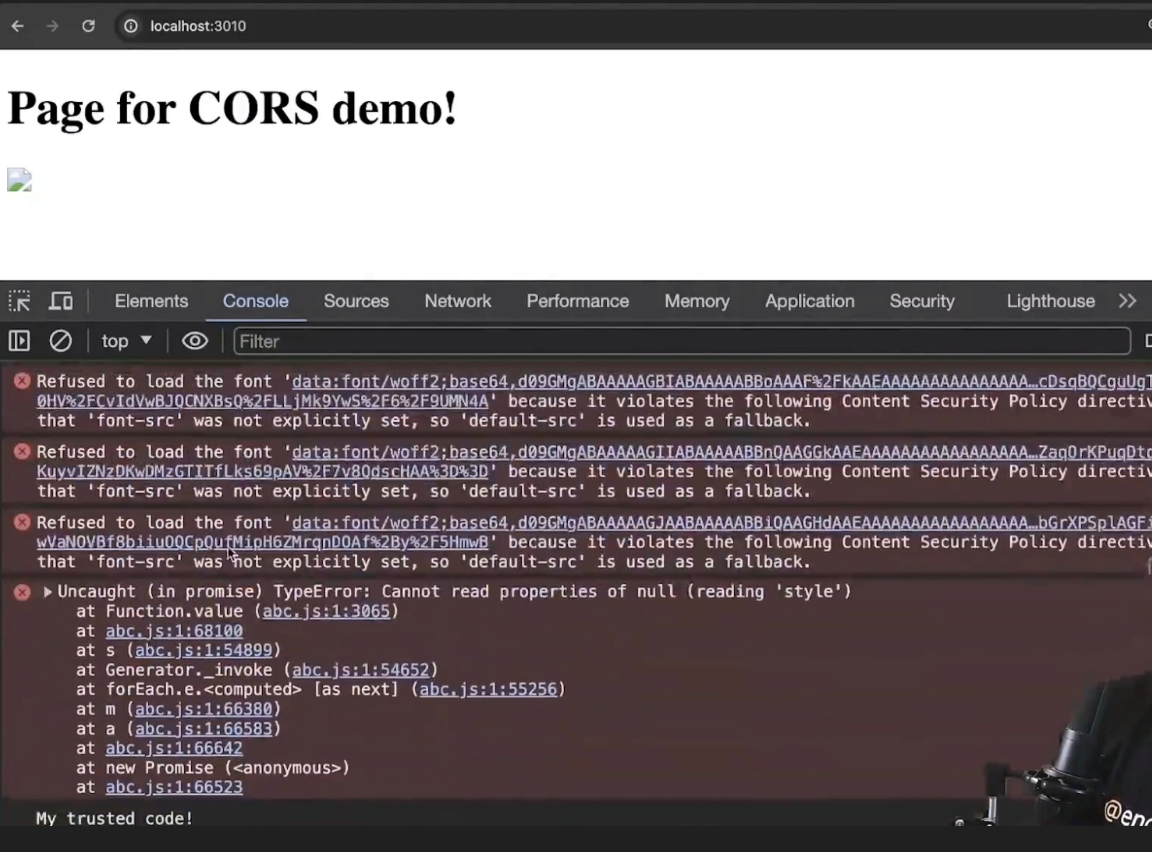 localhost:3010
Page for CORS demo!
Elements Console Sources Network Performance Memory Application Security Lighthouse
top Filter
Refused to load the font 'data:font/woff2;base64,d09GMgABAAAAAGBIABAAAAABBoAAAF%2FkAAEAAAAAAAAAAAAAAAAAAAAAAAAAAAAAA…cDsqBQCguUgT
0HV%2FCvIdVwBJQCNXBsQ%2FLLjMk9YwS%2F6%2F9UMN4A' because it violates the following Content Security Policy directiv
that 'font-src' was not explicitly set, so 'default-src' is used as a fallback.
Refused to load the font 'data:font/woff2;base64,d09GMgABAAAAAGIIABAAAAABBnQAAGGkAAEAAAAAAAAAAAAAAAAAAAAAAAAAAAAAA…ZaqOrKPuqDtd
KuyvIZNzDKwDMzGTITfLks69pAV%2F7v8QdscHAA%3D%3D' because it violates the following Content Security Policy directiv
that 'font-src' was not explicitly set, so 'default-src' is used as a fallback.
Refused to load the font 'data:font/woff2;base64,d09GMgABAAAAAGJAABAAAAABBiQAAGHdAAEAAAAAAAAAAAAAAAAAAAAAAAAAAAAAA…bGrXPSplAGFi
wVaNOVBf8biiuOQCpQufMipH6ZMrqnDOAf%2By%2F5HmwB' because it violates the following Content Security Policy directiv
that 'font-src' was not explicitly set, so 'default-src' is used as a fallback.
Uncaught (in promise) TypeError: Cannot read properties of null (reading 'style')
at Function.value (abc.js:1:3065)
at abc.js:1:68100
at s (abc.js:1:54899)
at Generator._invoke (abc.js:1:54652)
at forEach.e.<computed> [as next] (abc.js:1:55256)
at m (abc.js:1:66380)
at a (abc.js:1:66583)
at abc.js:1:66642
at new Promise (<anonymous>)
at abc.js:1:66523
My trusted code!